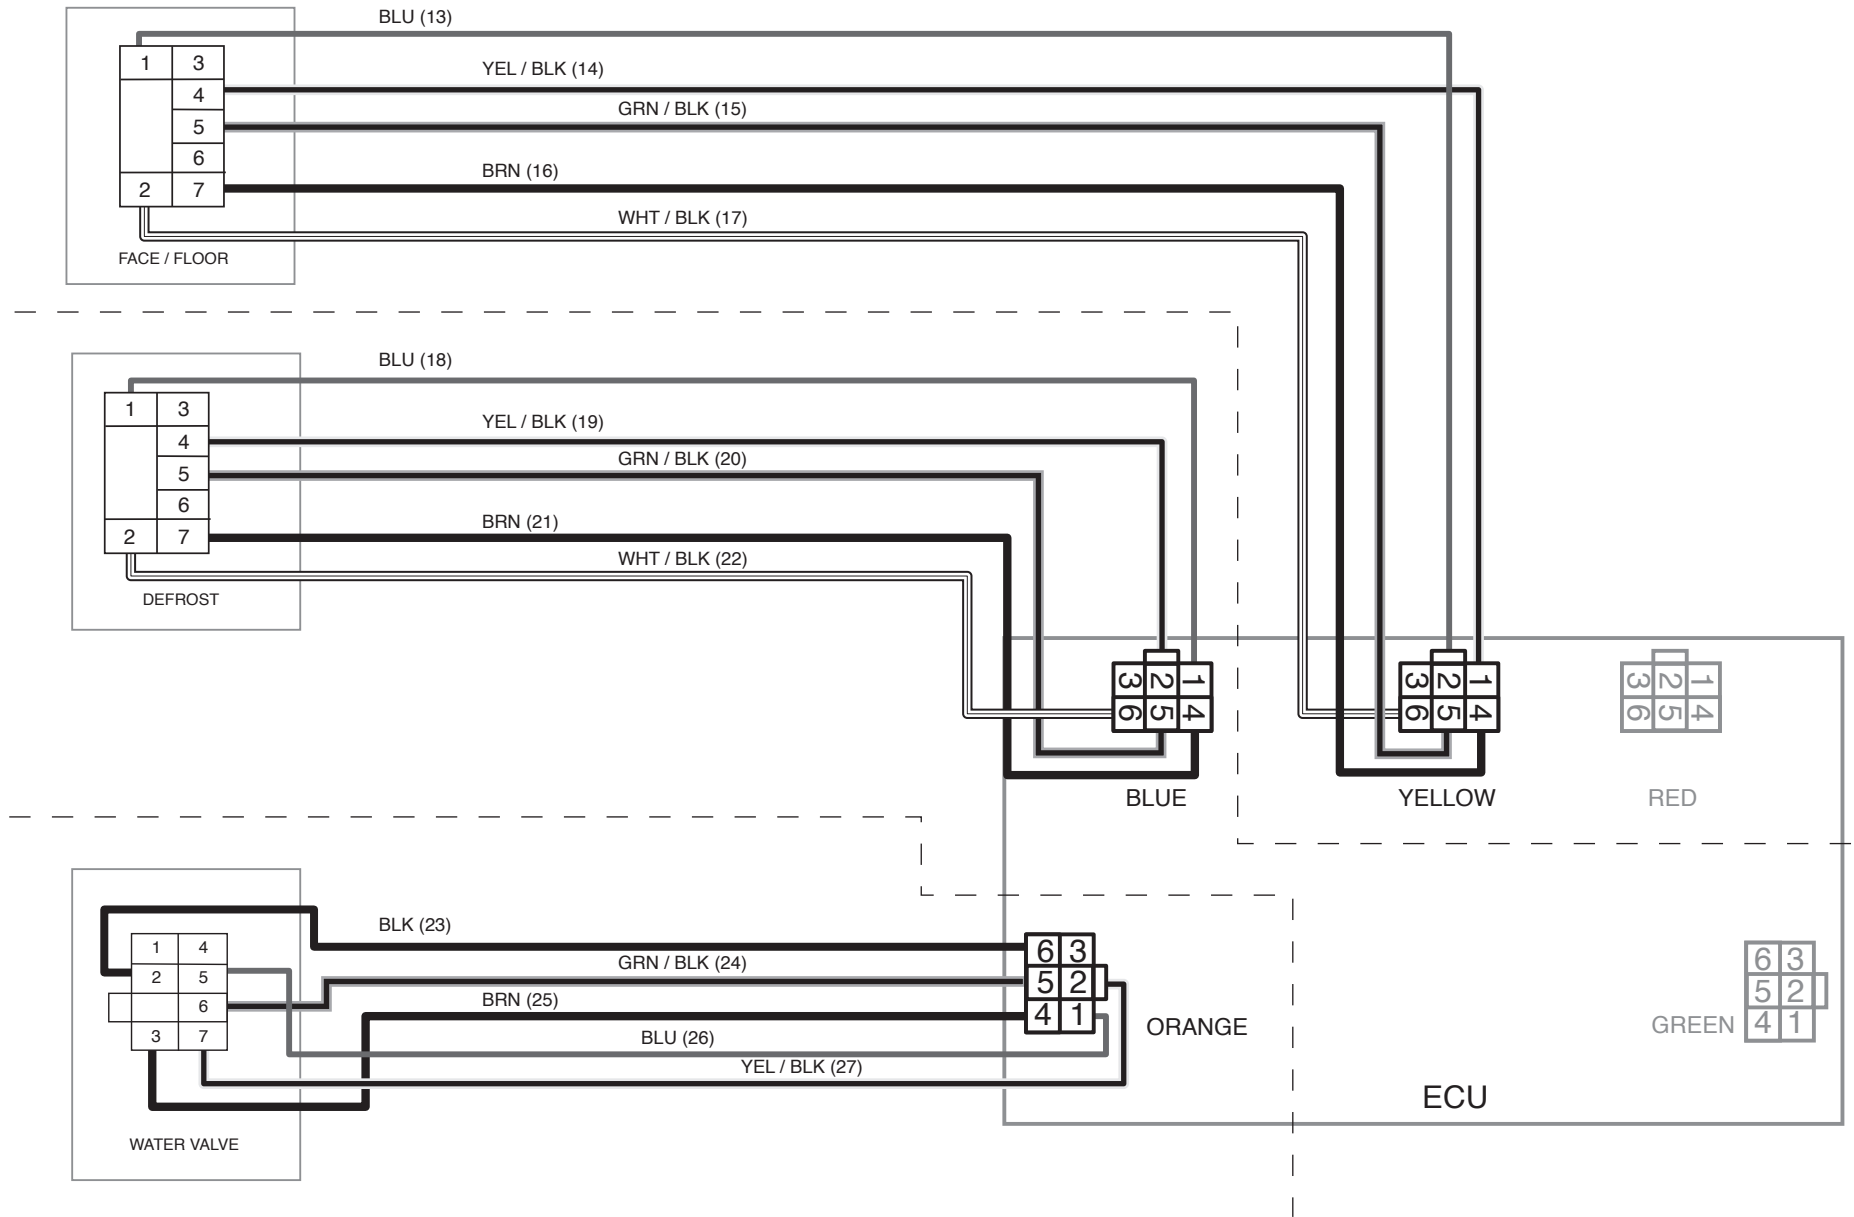 BLU (13)
1 3
YEL / BLK (14)
4
GRN / BLK (15)
5
6
BRN (16)
2 7
WHT / BLK (17)
FACE / FLOOR
BLU (18)
1 3
YEL / BLK (19)
4
GRN / BLK (20)
5
6
BRN (21)
2 7
WHT / BLK (22)
DEFROST
3 2 1
6 5 4
BLUE
3 2 1
6 5 4
YELLOW
3 2 1
6 5 4
RED
BLK (23)
1 4
2 5
6
3 7
GRN / BLK (24)
BRN (25)
BLU (26)
YEL / BLK (27)
WATER VALVE
6 3
5 2
4 1
ORANGE
6 3
5 2
4 1
GREEN
ECU